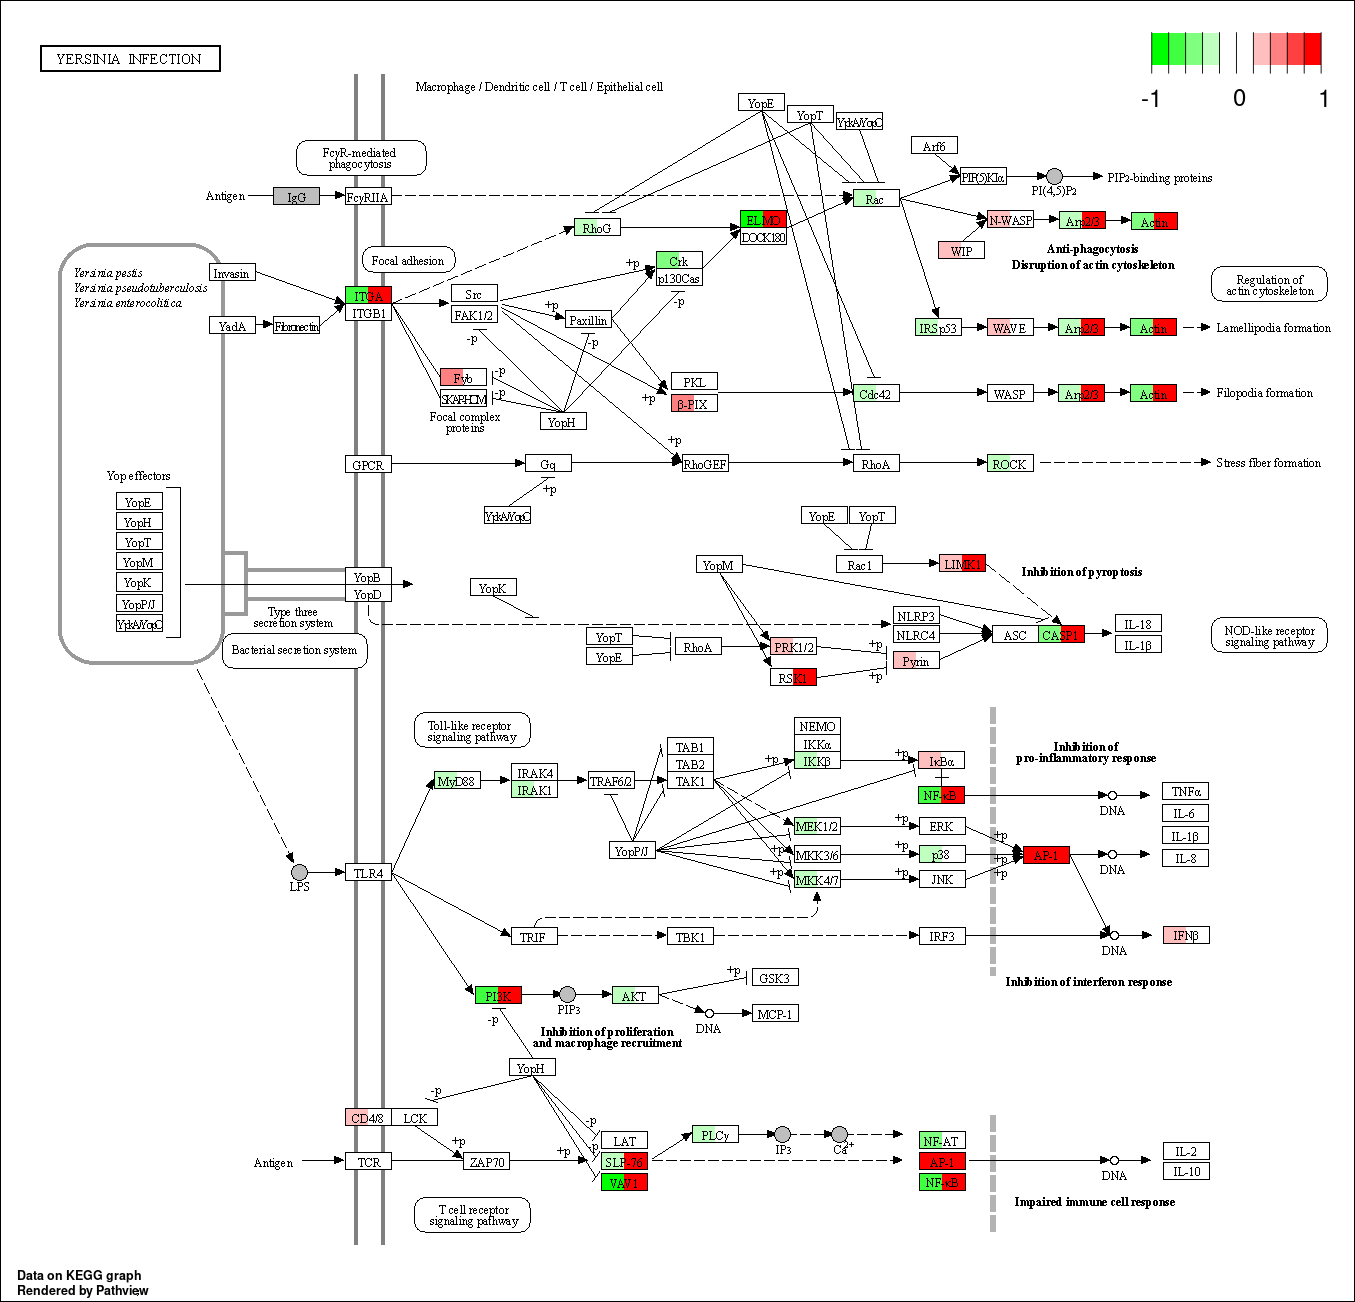 YERSINIA INFECTION
-1 0 1
Macrophage / Dendritic cell / T cell / Epithelial cell
YopE
YopT
YpkA/YopO
FcγR-mediated
phagocytosis
Arf6
Antigen
IgG
FcγRIIA
Rac
PIP(5)KIα
PI(4,5)P2
PIP2-binding proteins
RhoG
ELMO
DOCK180
N-WASP
Arp2/3
Actin
WIP
Anti-phagocytosis
Disruption of actin cytoskeleton
Focal adhesion
Crk
p130Cas
+p
-p
Yersinia pestis
Yersinia pseudotuberculosis
Yersinia enterocolitica
Invasin
YadA
Fibronectin
ITGA
ITGB1
Src
FAK1/2
+p
Paxillin
-p
-p
Regulation of
actin cytoskeleton
IRSp53
WAVE
Arp2/3
Actin
Lamellipodia formation
Fyb
SKAP-HOM
-p
-p
Focal complex
proteins
YopH
PKL
β-PIX
+p
Cdc42
WASP
Arp2/3
Actin
Filopodia formation
+p
GPCR
Gq
RhoGEF
RhoA
ROCK
Stress fiber formation
+p
YpkA/YopO
Yop effectors
YopE
YopH
YopT
YopM
YopK
YopP/J
YpkA/YopO
YopB
YopD
Type three
secretion system
Bacterial secretion system
YopK
YopE
YopT
Rac1
LIMK1
YopM
Inhibition of pyroptosis
NLRP3
NLRC4
ASC
CASP1
IL-18
IL-1β
NOD-like receptor
signaling pathway
YopT
YopE
RhoA
PRK1/2
RSK1
+p
+p
Pyrin
Toll-like receptor
signaling pathway
MyD88
IRAK4
IRAK1
TRAF6/2
TAB1
TAB2
TAK1
NEMO
IKKα
IKKβ
+p
+p
IκBα
NF-κB
Inhibition of
pro-inflammatory response
DNA
TNFα
IL-6
IL-1β
IL-8
YopP/J
MEK1/2
MKK3/6
MKK4/7
+p
+p
+p
+p
+p
ERK
p38
JNK
+p
+p
+p
AP-1
DNA
LPS
TLR4
TRIF
TBK1
IRF3
DNA
IFNβ
Inhibition of interferon response
PI3K
PIP3
AKT
+p
GSK3
DNA
MCP-1
-p
Inhibition of proliferation
and macrophage recruitment
YopH
-p
CD4/8
LCK
+p
Antigen
TCR
ZAP70
+p
-p
-p
LAT
SLP-76
VAV1
PLCγ
IP3
Ca2+
NF-AT
AP-1
NF-κB
DNA
IL-2
IL-10
Impaired immune cell response
T cell receptor
signaling pathway
Data on KEGG graph
Rendered by Pathview